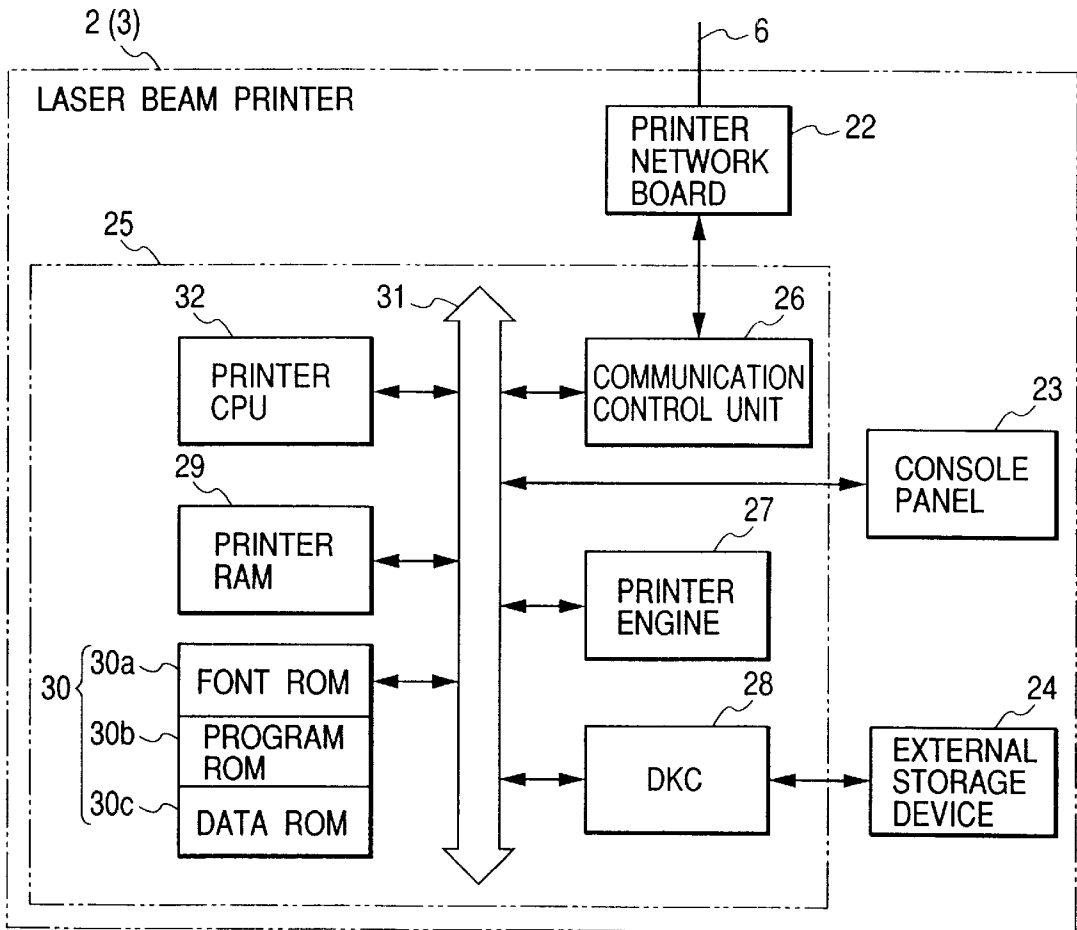 2 (3)
6
LASER BEAM PRINTER
PRINTER
NETWORK
BOARD
22
25
32
31
26
PRINTER
CPU
COMMUNICATION
CONTROL UNIT
23
CONSOLE
PANEL
29
PRINTER
RAM
27
PRINTER
ENGINE
30
30a
FONT ROM
30b
PROGRAM
ROM
30c
DATA ROM
28
DKC
24
EXTERNAL
STORAGE
DEVICE